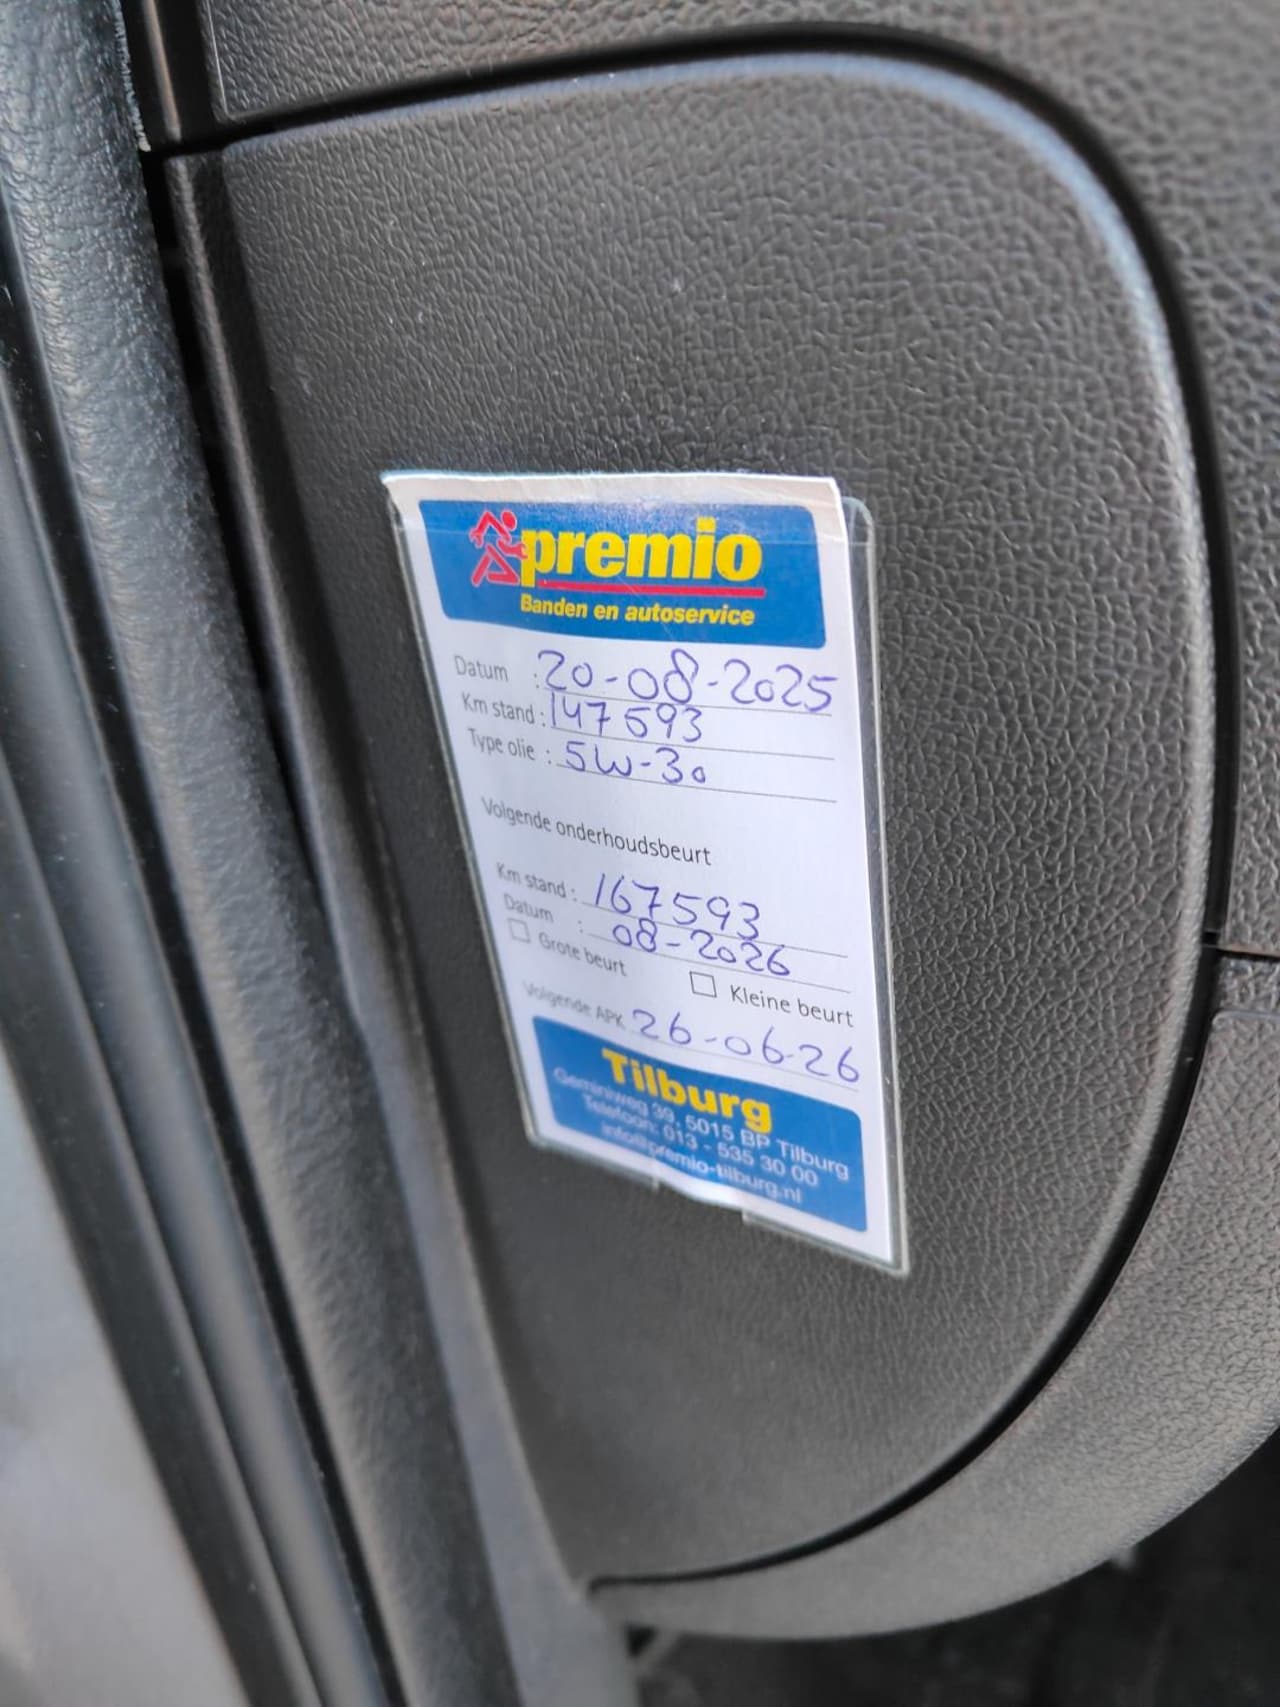 premio
Banden en autoservice
Datum : 20-08-2025
Km stand : 147593
Type olie : 5W-30
Volgende onderhoudsbeurt
Km stand : 167593
Datum : 08-2026
Grote beurt Kleine beurt
Volgende APK 26-06-26
Tilburg
Geminiweg 39, 5015 BP Tilburg
Telefoon: 013 - 535 30 00
info@premio-tilburg.nl